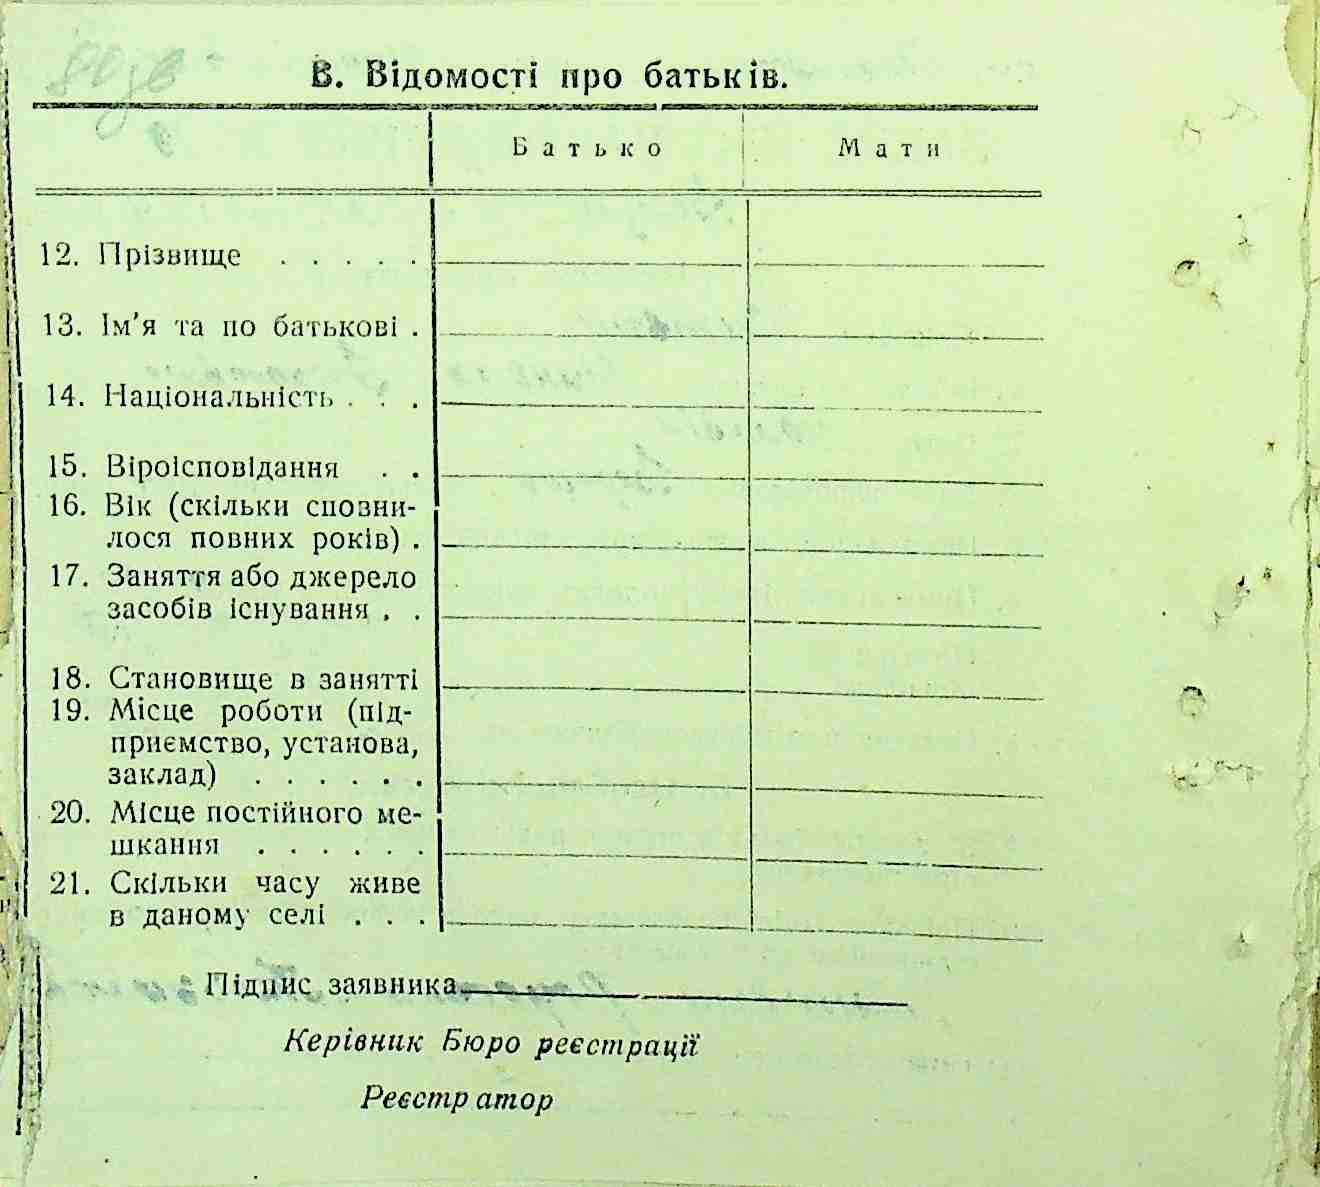 В. Відомості про батьків.
Батько Мати
12. Прізвище . . . . .
13. Ім'я та по батькові .
14. Національність . . .
15. Віроісповідання . .
16. Вік (скільки сповни-
лося повних років) .
17. Заняття або джерело
засобів існування . .
18. Становище в занятті
19. Місце роботи (під-
приємство, установа,
заклад) . . . . . .
20. Місце постійного ме-
шкання . . . . . .
21. Скільки часу живе
в даному селі . . .
Підпис заявника
Керівник Бюро реєстрації
Реєстратор